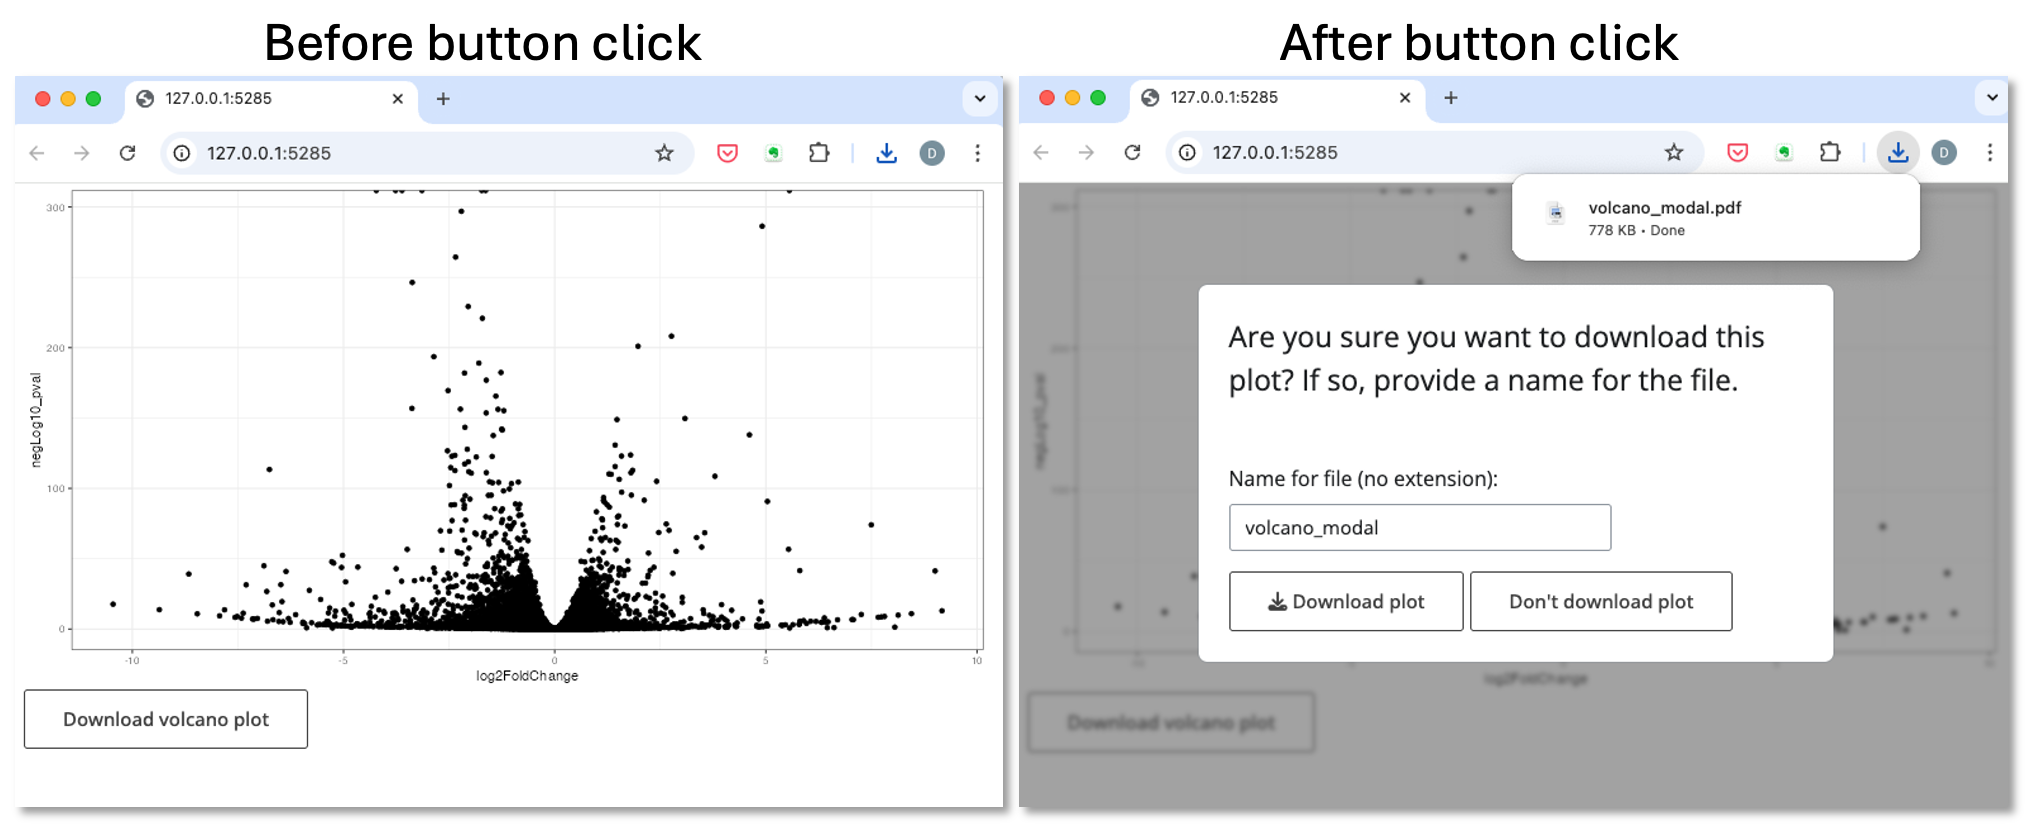 Before button click
127.0.0.1:5285
127.0.0.1:5285
D
300
200
100
0
negLog10_pval
-10
-5
0
5
10
log2FoldChange
Download volcano plot
After button click
127.0.0.1:5285
127.0.0.1:5285
D
volcano_modal.pdf
778 KB • Done
Are you sure you want to download this
plot? If so, provide a name for the file.
Name for file (no extension):
volcano_modal
Download plot
Don't download plot
negLog10_pval
log2FoldChange
Download volcano plot